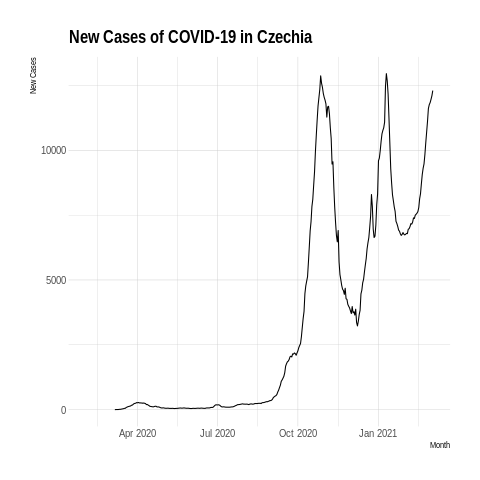 New Cases of COVID-19 in Czechia
New Cases
10000
5000
0
Apr 2020 Jul 2020 Oct 2020 Jan 2021
Month